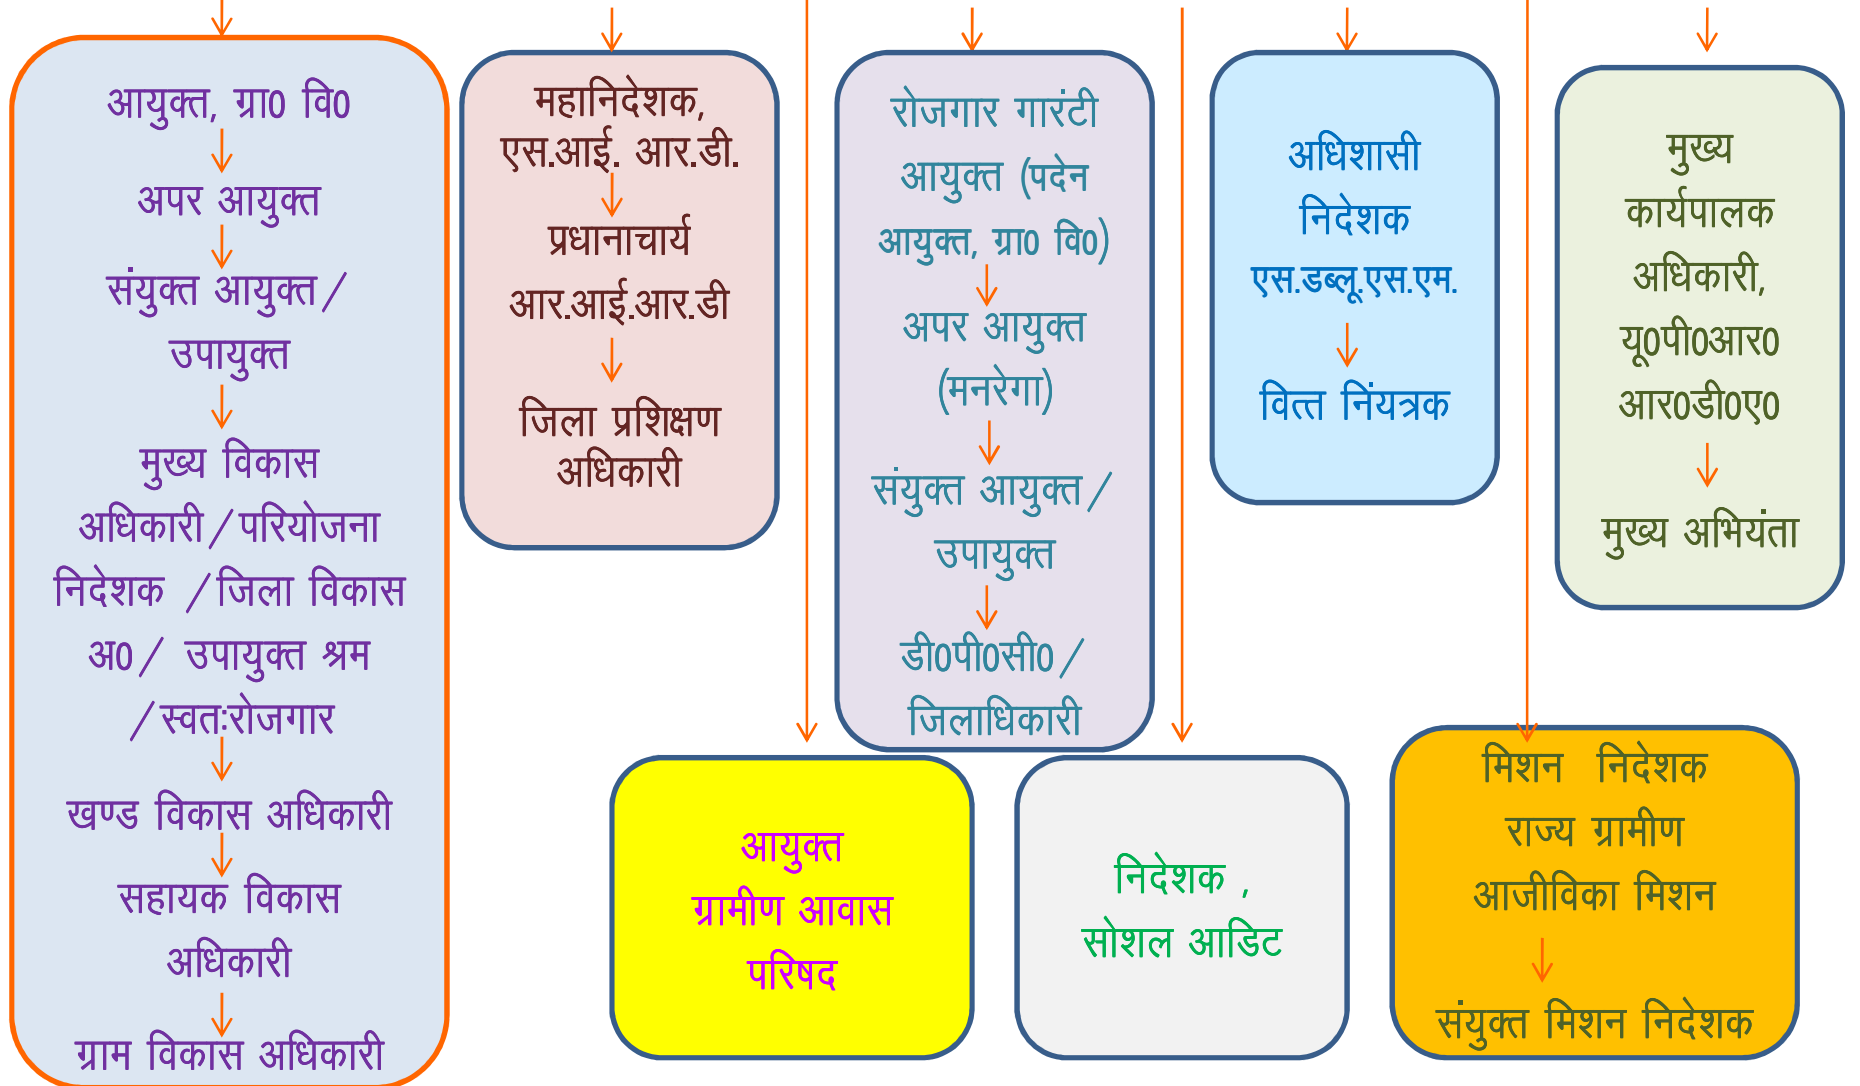 आयुक्त, ग्रा0 वि0
अपर आयुक्त
संयुक्त आयुक्त/
उपायुक्त
मुख्य विकास
अधिकारी/परियोजना
निदेशक /जिला विकास
अ0/ उपायुक्त श्रम
/स्वतः रोजगार
खण्ड विकास अधिकारी
सहायक विकास
अधिकारी
ग्राम विकास अधिकारी
महानिदेशक,
एस.आई. आर.डी.
प्रधानाचार्य
आर.आई.आर.डी
जिला प्रशिक्षण
अधिकारी
रोजगार गारंटी
आयुक्त (पदेन
आयुक्त, ग्रा0 वि0)
अपर आयुक्त
(मनरेगा)
संयुक्त आयुक्त/
उपायुक्त
डी0पी0सी0/
जिलाधिकारी
अधिशासी
निदेशक
एस.डब्लू.एस.एम.
वित्त निंयत्रक
मुख्य
कार्यपालक
अधिकारी,
यू0पी0आर0
आर0डी0ए0
मुख्य अभियंता
आयुक्त
ग्रामीण आवास
परिषद
निदेशक ,
सोशल आडिट
मिशन निदेशक
राज्य ग्रामीण
आजीविका मिशन
संयुक्त मिशन निदेशक